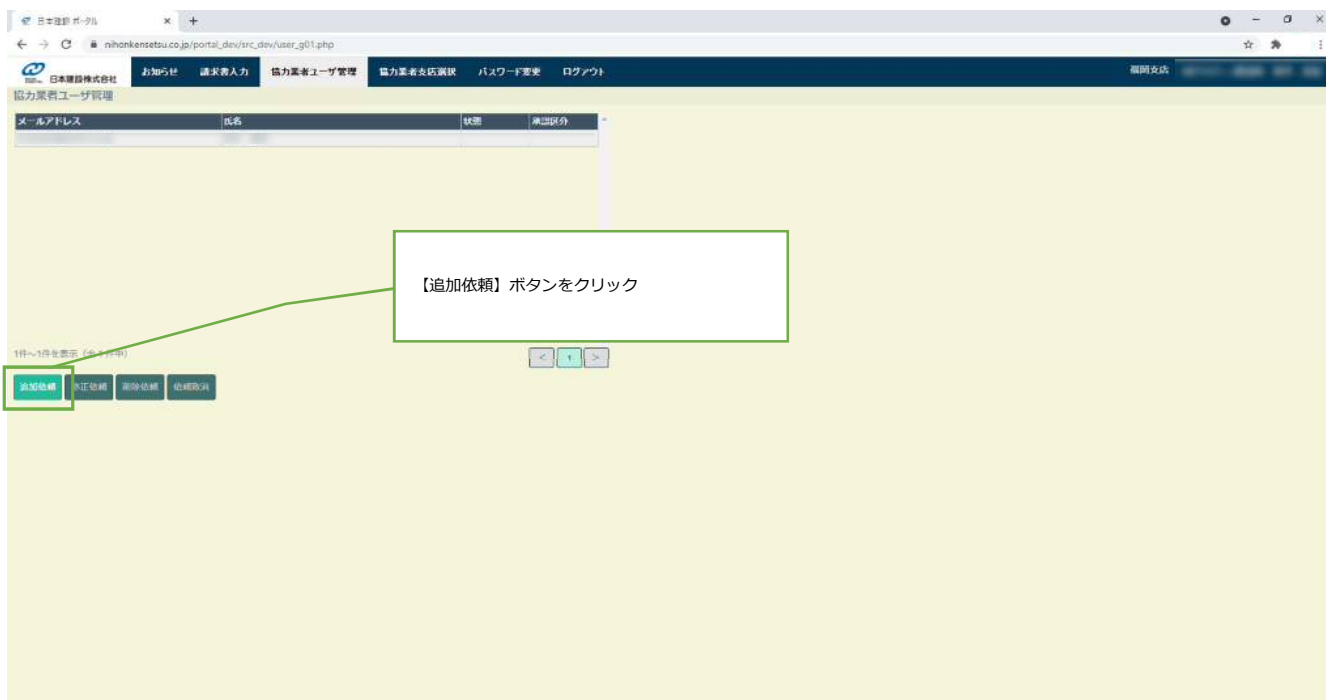 日本建設 ポータル
nihonkensetsu.co.jp/portal_dev/src_dev/user_g01.php
日本建設株式会社
お知らせ 請求書入力 協力業者ユーザ管理 協力業者支店選択 パスワード変更 ログアウト
福岡支店
協力業者ユーザ管理
メールアドレス 氏名 状態 承認区分
【追加依頼】ボタンをクリック
1件～1件を表示（全1件中）
< 1 >
追加依頼 修正依頼 削除依頼 依頼取消